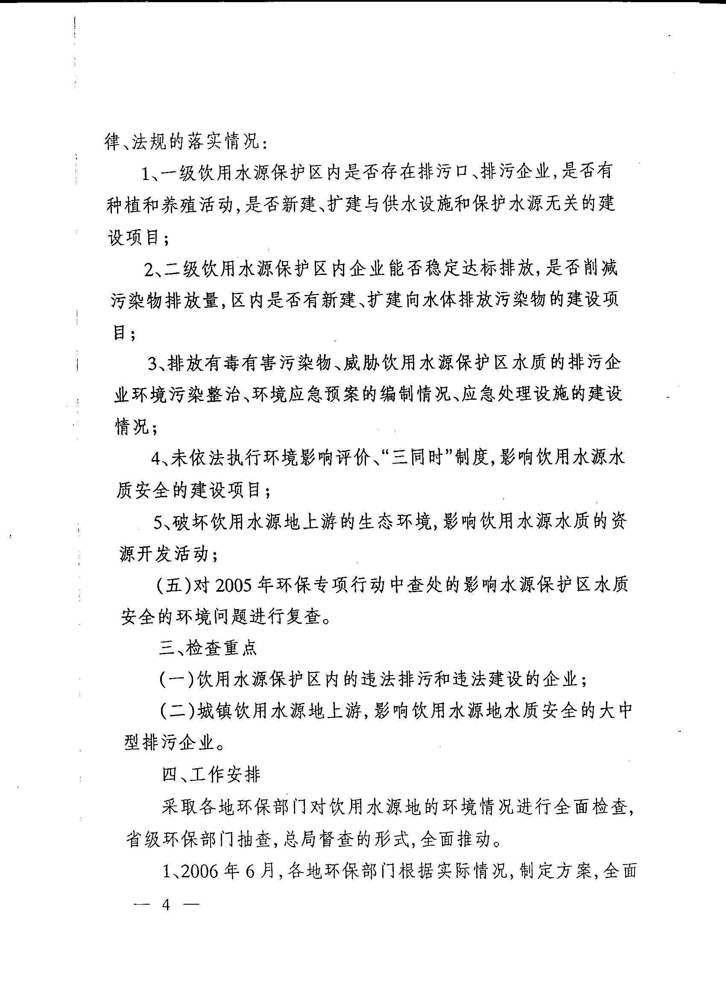 律、法规的落实情况：
1、一级饮用水源保护区内是否存在排污口、排污企业,是否有
种植和养殖活动,是否新建、扩建与供水设施和保护水源无关的建
设项目；
2、二级饮用水源保护区内企业能否稳定达标排放,是否削减
污染物排放量,区内是否有新建、扩建向水体排放污染物的建设项
目；
3、排放有毒有害污染物、威胁饮用水源保护区水质的排污企
业环境污染整治、环境应急预案的编制情况、应急处理设施的建设
情况；
4、未依法执行环境影响评价、“三同时”制度,影响饮用水源水
质安全的建设项目；
5、破坏饮用水源地上游的生态环境,影响饮用水源水质的资
源开发活动；
(五)对 2005 年环保专项行动中查处的影响水源保护区水质
安全的环境问题进行复查。
三、检查重点
(一)饮用水源保护区内的违法排污和违法建设的企业；
(二)城镇饮用水源地上游,影响饮用水源地水质安全的大中
型排污企业。
四、工作安排
采取各地环保部门对饮用水源地的环境情况进行全面检查,
省级环保部门抽查,总局督查的形式,全面推动。
1、2006 年 6 月,各地环保部门根据实际情况,制定方案,全面
— 4 —